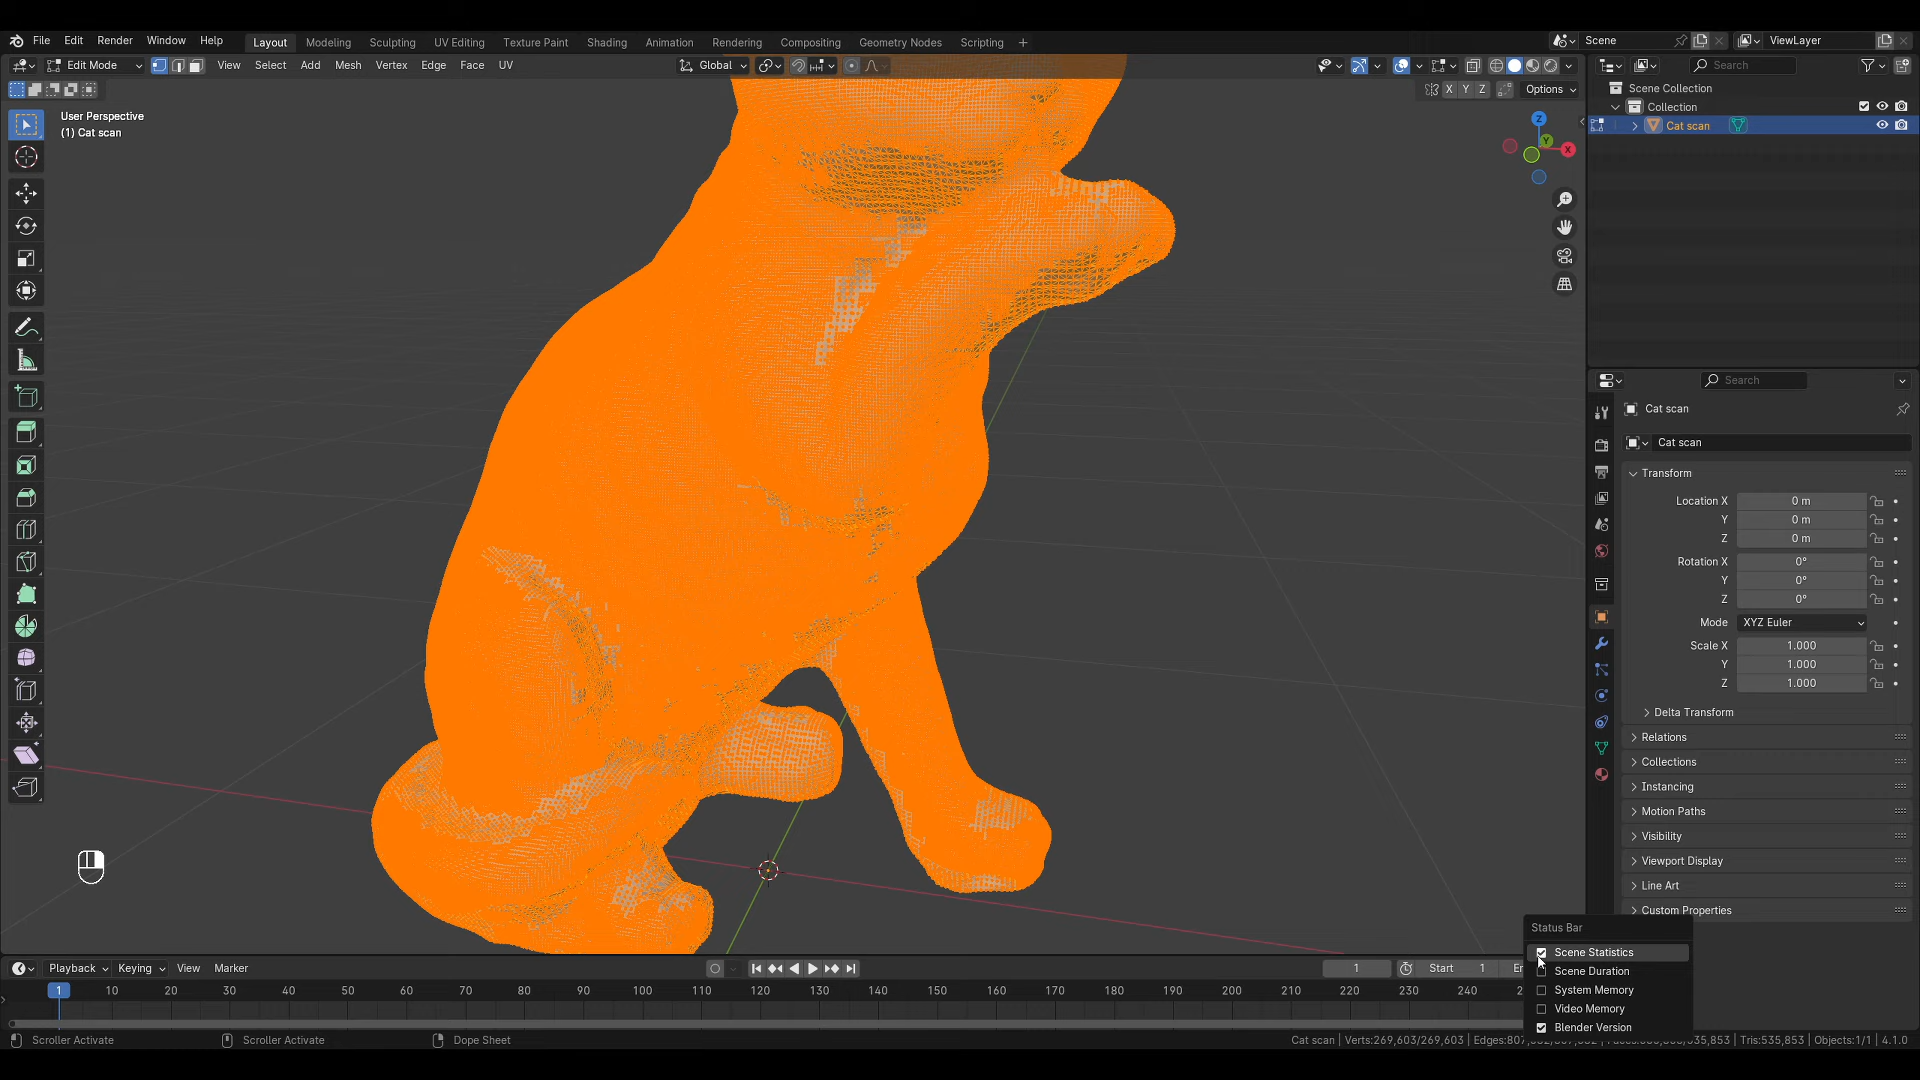 File Edit Render Window Help Layout Modeling Sculpting UV Editing Texture Paint Shading Animation Rendering Compositing Geometry Nodes Scripting + Scene ViewLayer
Edit Mode View Select Add Mesh Vertex Edge Face UV Global Search
X Y Z Options
Scene Collection
Collection
Cat scan
User Perspective
(1) Cat scan
Z
Y
X
Search
Cat scan
Cat scan
Transform
Location X 0 m
Y 0 m
Z 0 m
Rotation X 0°
Y 0°
Z 0°
Mode XYZ Euler
Scale X 1.000
Y 1.000
Z 1.000
Delta Transform
Relations
Collections
Instancing
Motion Paths
Visibility
Viewport Display
Line Art
Custom Properties
Status Bar
Scene Statistics
Scene Duration
System Memory
Video Memory
Blender Version
Playback Keying View Marker 1 Start 1
1 10 20 30 40 50 60 70 80 90 100 110 120 130 140 150 160 170 180 190 200 210 220 230 240
Scroller Activate Scroller Activate Dope Sheet Cat scan | Verts:269,603/269,603 | Tris:535,853 | Objects:1/1 | 4.1.0